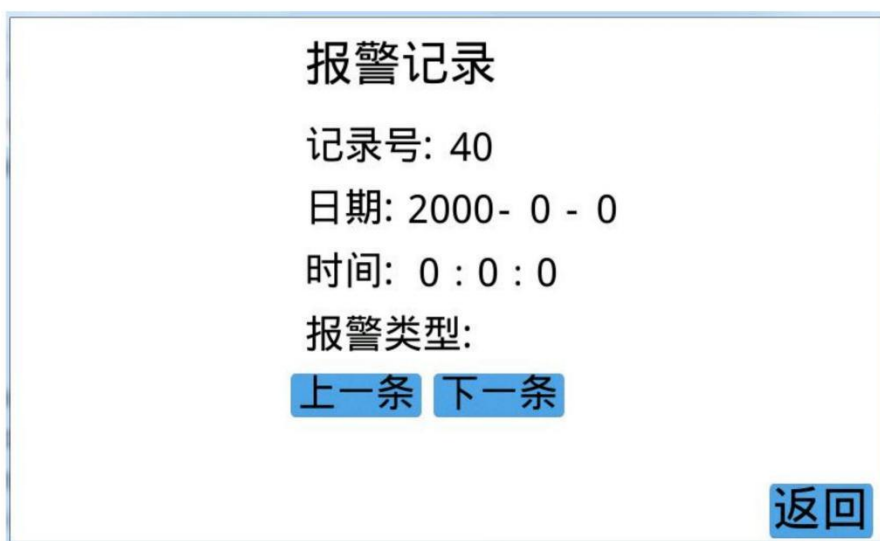 报警记录
记录号: 40
日期: 2000- 0 - 0
时间: 0 : 0 : 0
报警类型:
上一条 下一条
返回